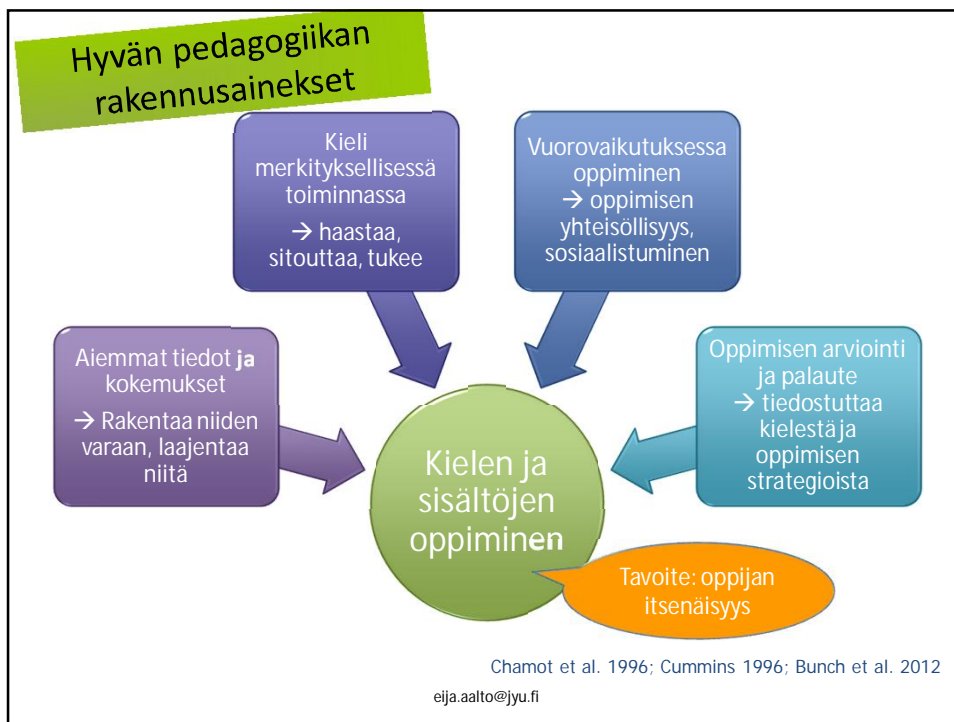 Hyvän pedagogiikan
rakennusainekset
Kieli
merkityksellisessä
toiminnassa
→ haastaa,
sitouttaa, tukee
Vuorovaikutuksessa
oppiminen
→ oppimisen
yhteisöllisyys,
sosiaalistuminen
Aiemmat tiedot ja
kokemukset
→ Rakentaa niiden
varaan, laajentaa
niitä
Oppimisen arviointi
ja palaute
→ tiedostuttaa
kielestä ja
oppimisen
strategioista
Kielen ja
sisältöjen
oppiminen
Tavoite: oppijan
itsenäisyys
Chamot et al. 1996; Cummins 1996; Bunch et al. 2012
eija.aalto@jyu.fi